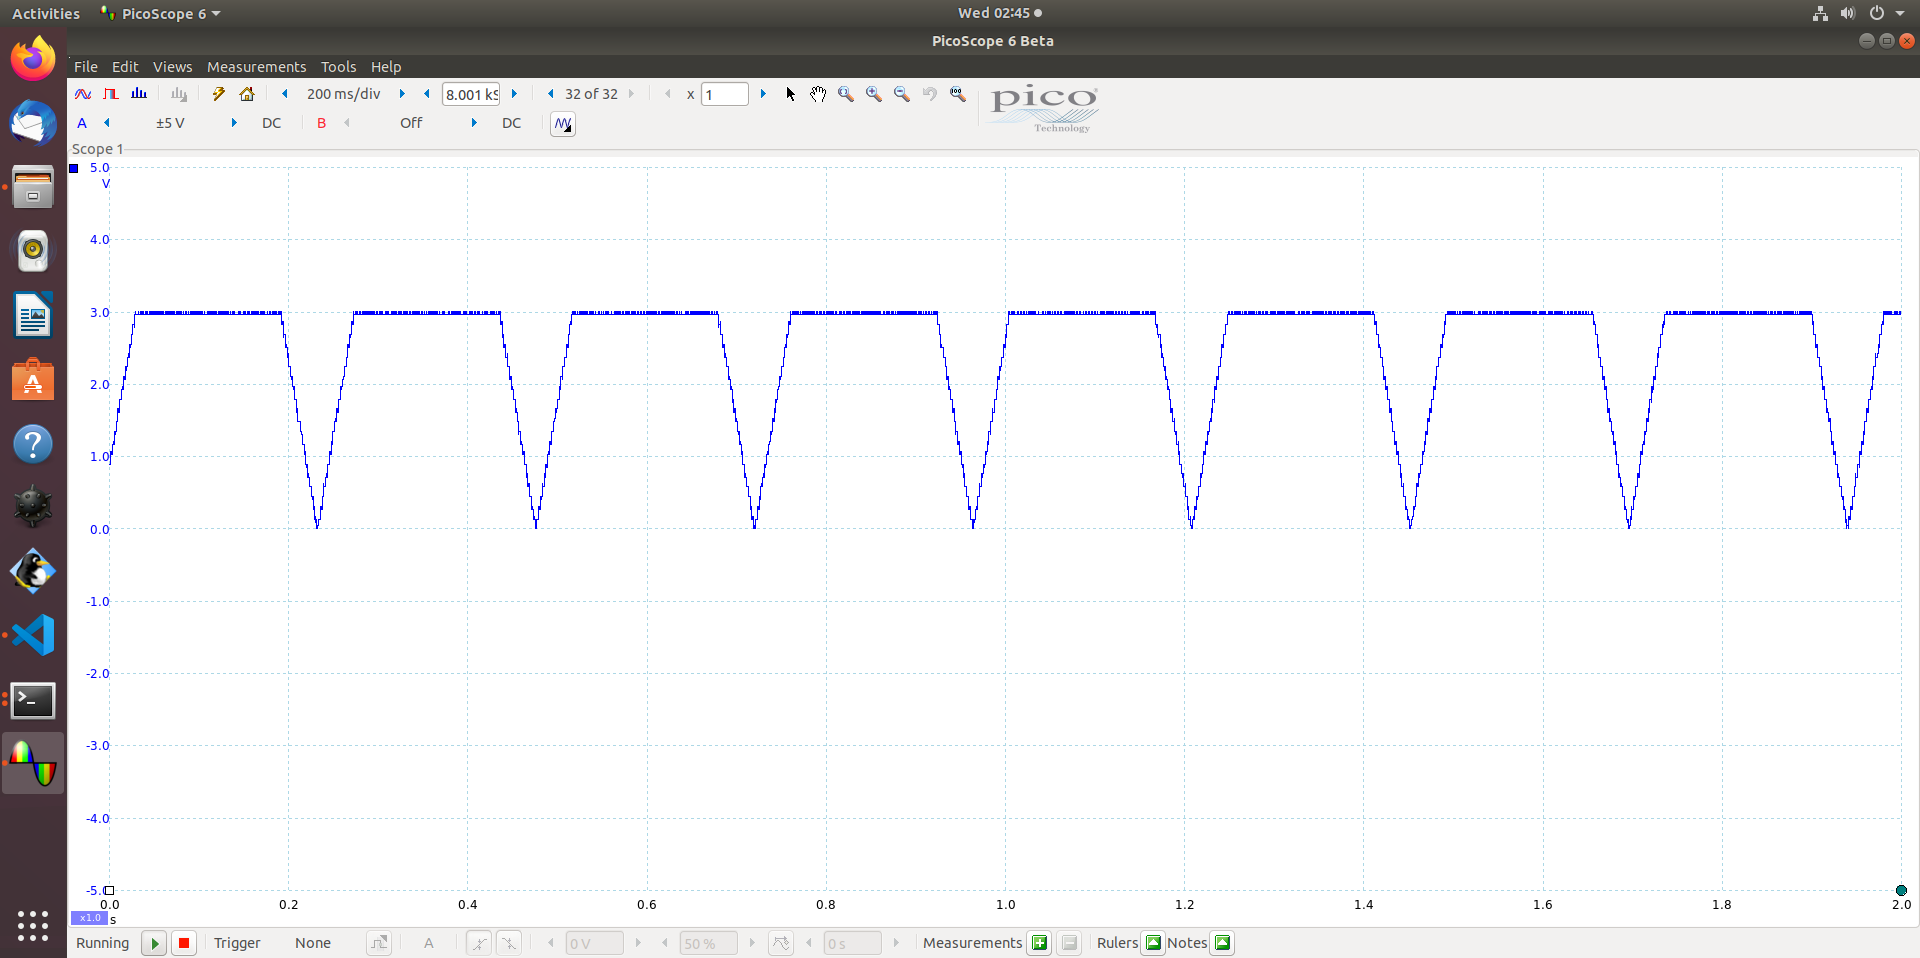 Activities PicoScope 6 Wed 02:45
PicoScope 6 Beta
File Edit Views Measurements Tools Help
200 ms/div 8.001 kS 32 of 32 x 1
pico
Technology
A ±5 V DC B Off DC
Scope 1
5.0
V
4.0
3.0
2.0
1.0
0.0
-1.0
-2.0
-3.0
-4.0
-5.0
0.0 0.2 0.4 0.6 0.8 1.0 1.2 1.4 1.6 1.8 2.0
x1.0 s
Running Trigger None A 0 V 50 % 0 s Measurements Rulers Notes